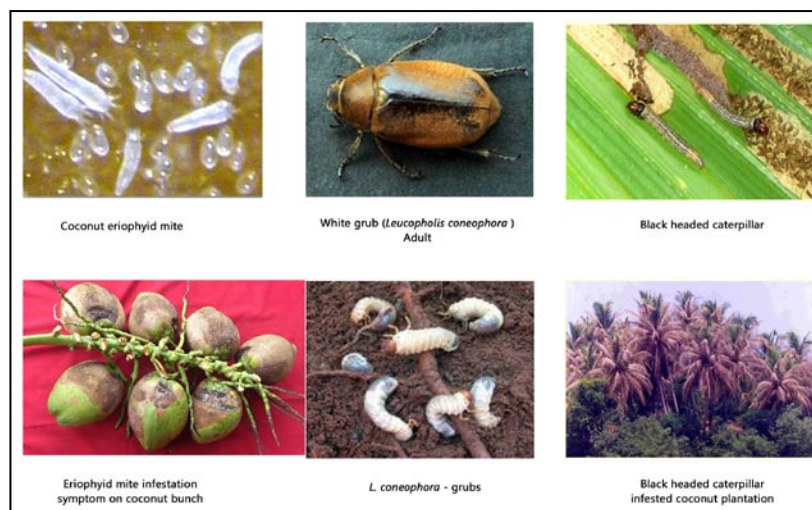 Coconut eriophyid mite
White grub (Leucopholis coneophora )
Adult
Black headed caterpillar
Eriophyid mite infestation
symptom on coconut bunch
L. coneophora - grubs
Black headed caterpillar
infested coconut plantation